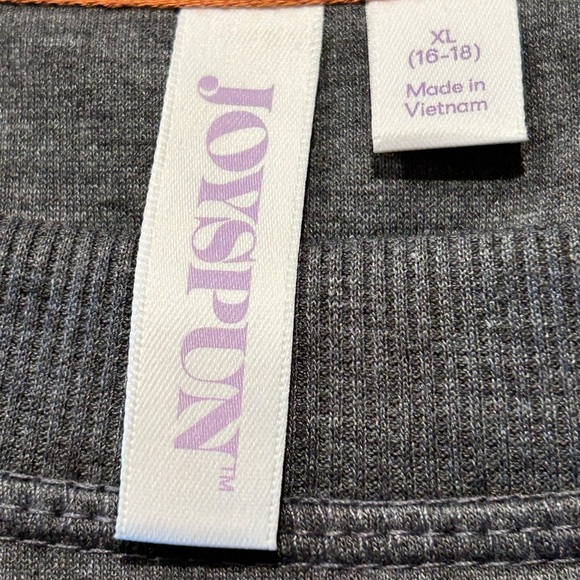 JOYSPUN™
XL
(16-18)
Made in
Vietnam